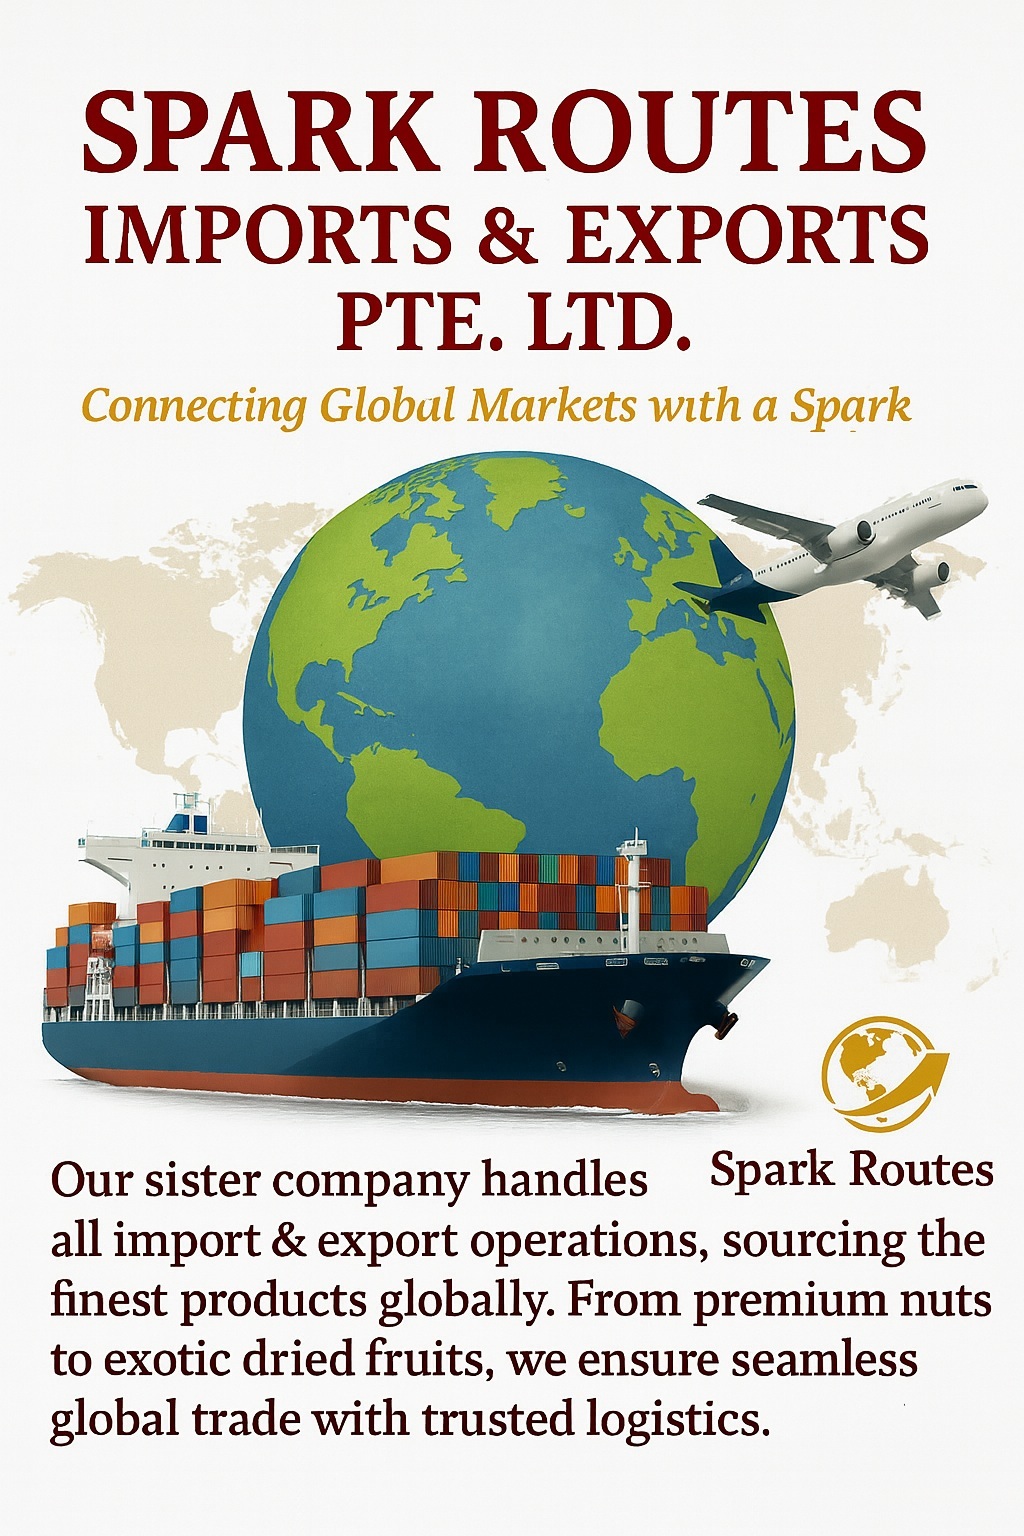 SPARK ROUTES
IMPORTS & EXPORTS
PTE. LTD.
Connecting Global Markets with a Spark
Spark Routes
Our sister company handles
all import & export operations, sourcing the
finest products globally. From premium nuts
to exotic dried fruits, we ensure seamless
global trade with trusted logistics.